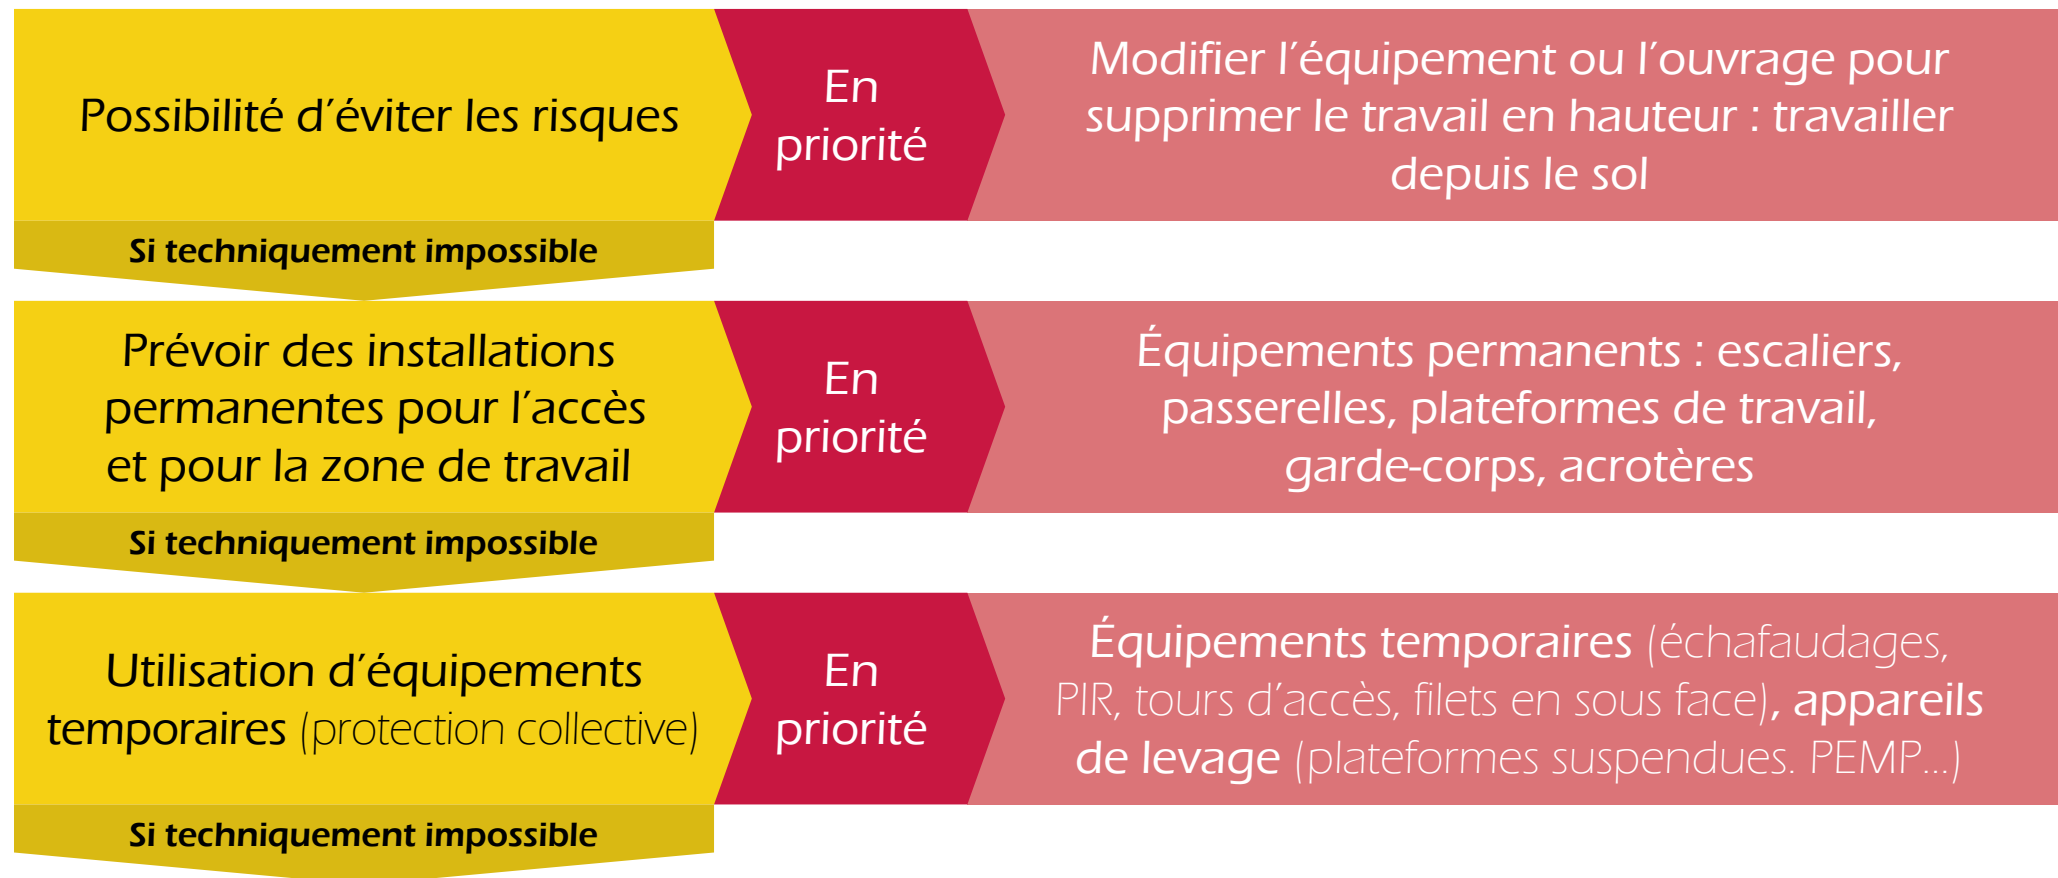 Possibilité d’éviter les risques
En
priorité
Modifier l’équipement ou l’ouvrage pour
supprimer le travail en hauteur : travailler
depuis le sol
Si techniquement impossible
Prévoir des installations
permanentes pour l’accès
et pour la zone de travail
En
priorité
Équipements permanents : escaliers,
passerelles, plateformes de travail,
garde-corps, acrotères
Si techniquement impossible
Utilisation d’équipements
temporaires (protection collective)
En
priorité
Équipements temporaires (échafaudages,
PIR, tours d’accès, filets en sous face), appareils
de levage (plateformes suspendues. PEMP...)
Si techniquement impossible